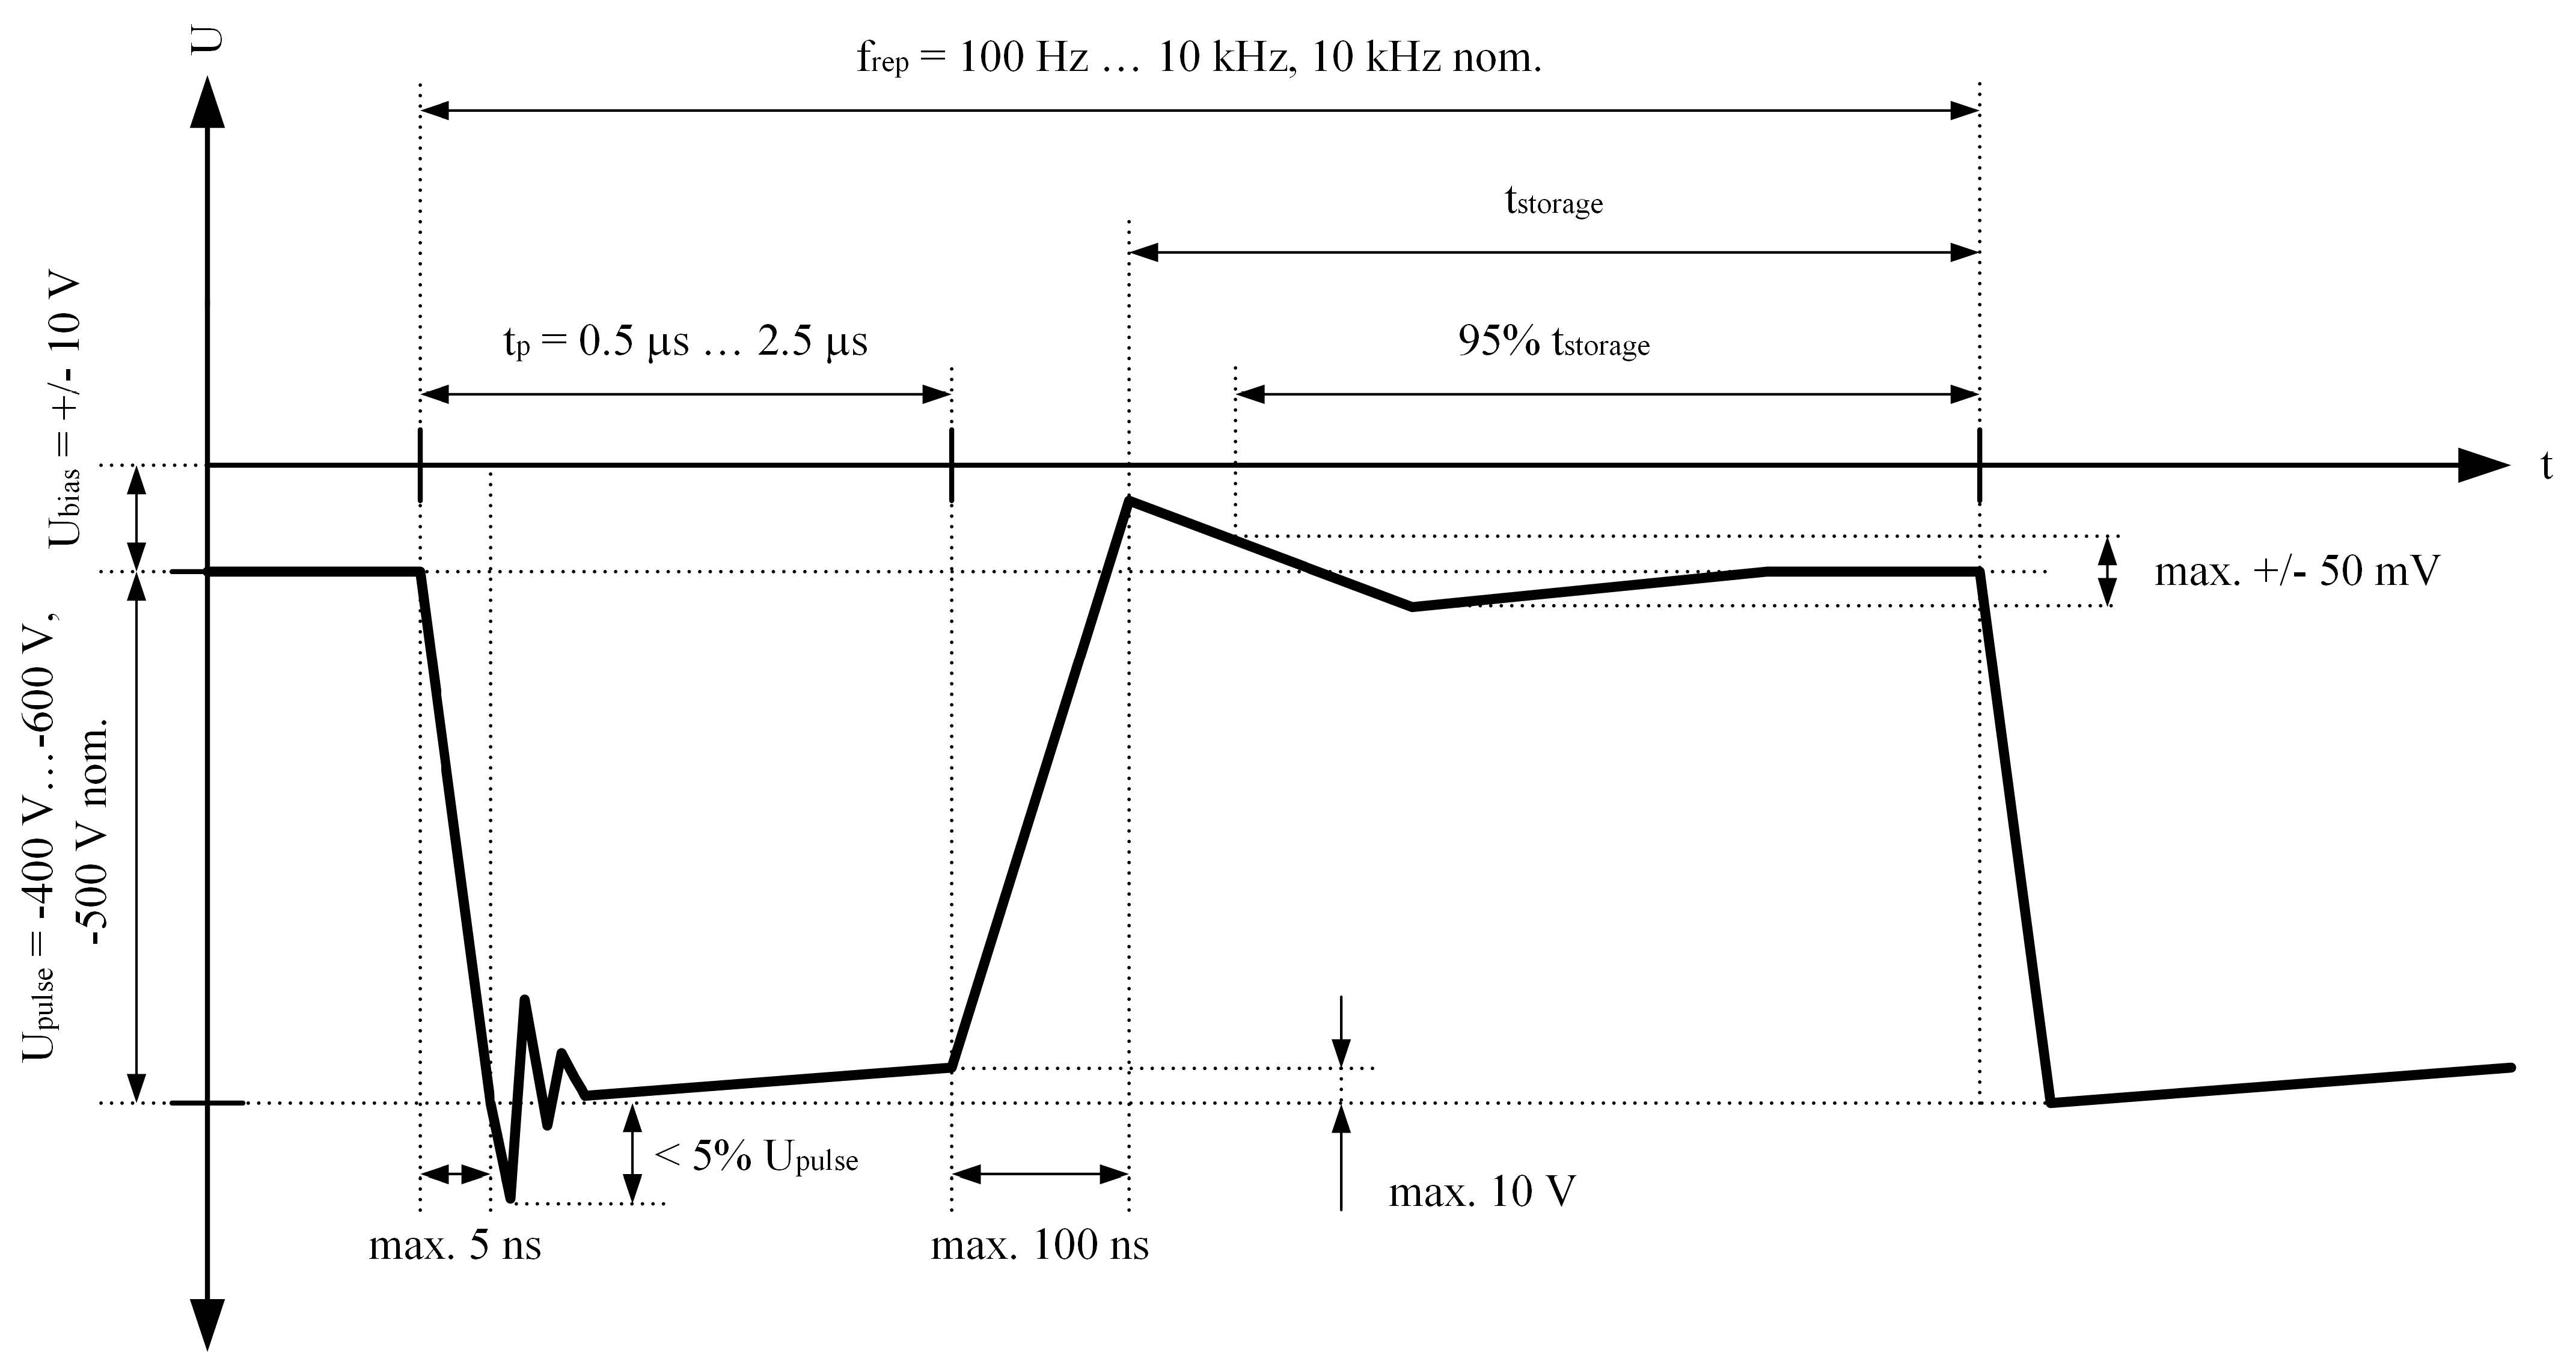 U
frep = 100 Hz … 10 kHz, 10 kHz nom.
tstorage
tp = 0.5 μs … 2.5 μs
95% tstorage
Ubias = +/- 10 V
t
max. +/- 50 mV
Upulse = -400 V…-600 V,
-500 V nom.
< 5% Upulse
max. 10 V
max. 5 ns
max. 100 ns